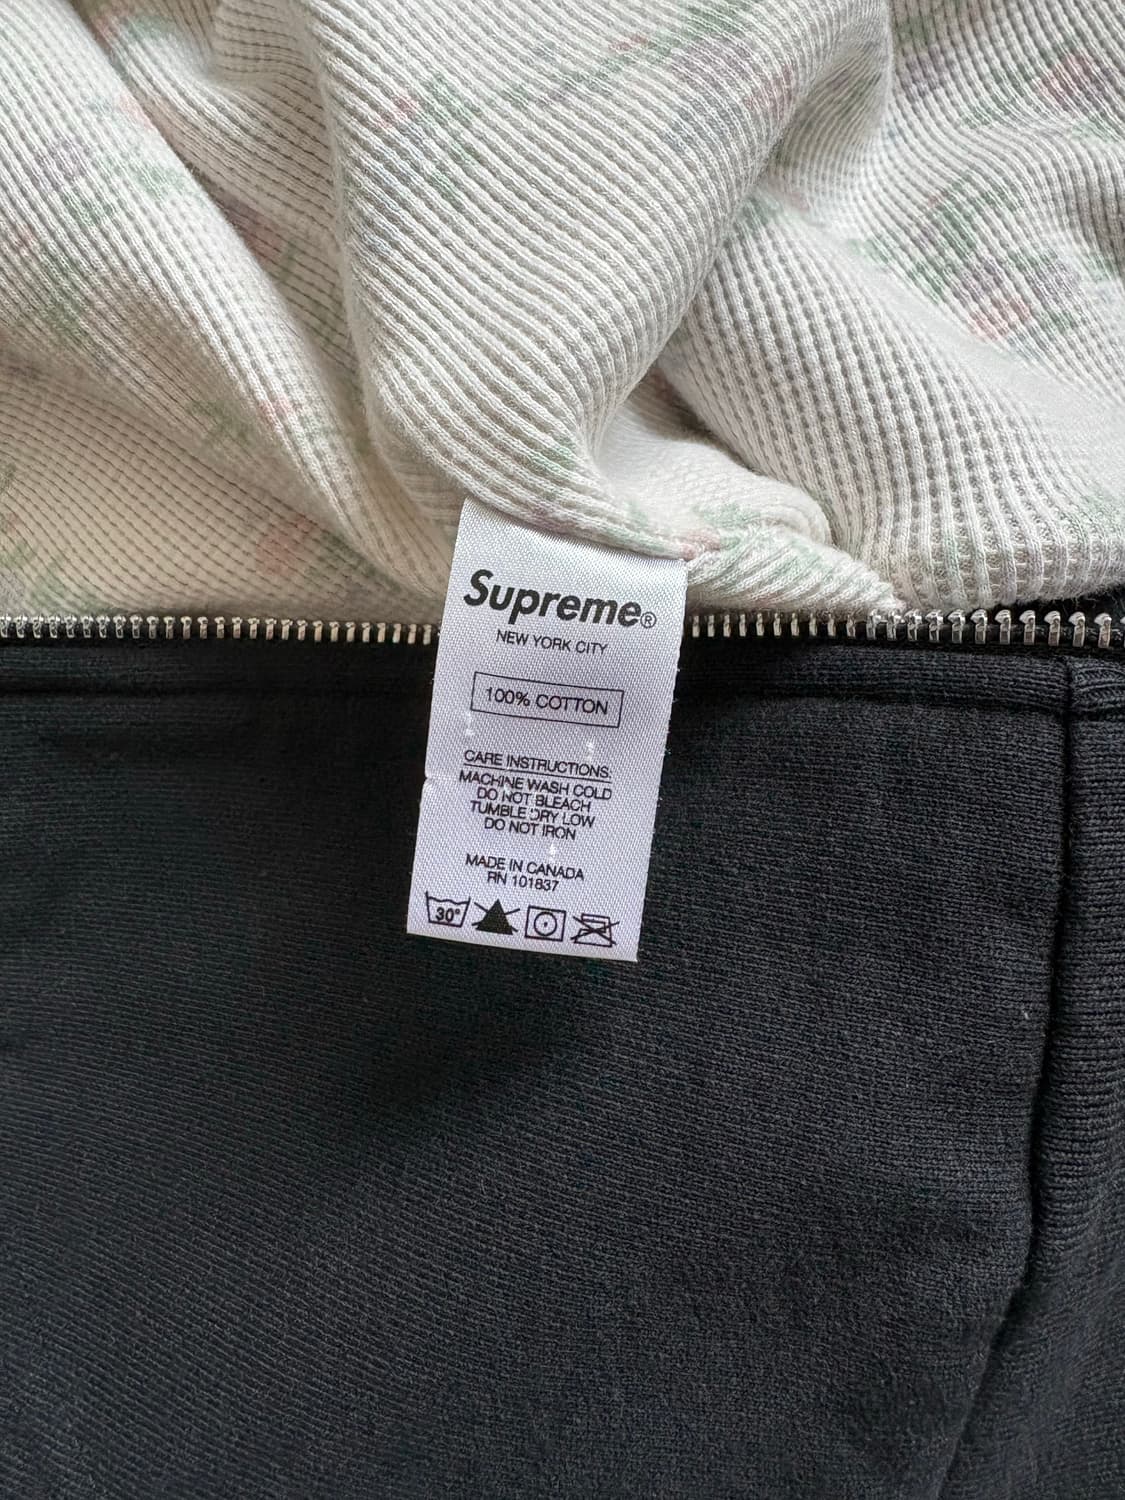 Supreme®
NEW YORK CITY
100% COTTON
CARE INSTRUCTIONS:
MACHINE WASH COLD
DO NOT BLEACH
TUMBLE DRY LOW
DO NOT IRON
MADE IN CANADA
RN 101837
30°